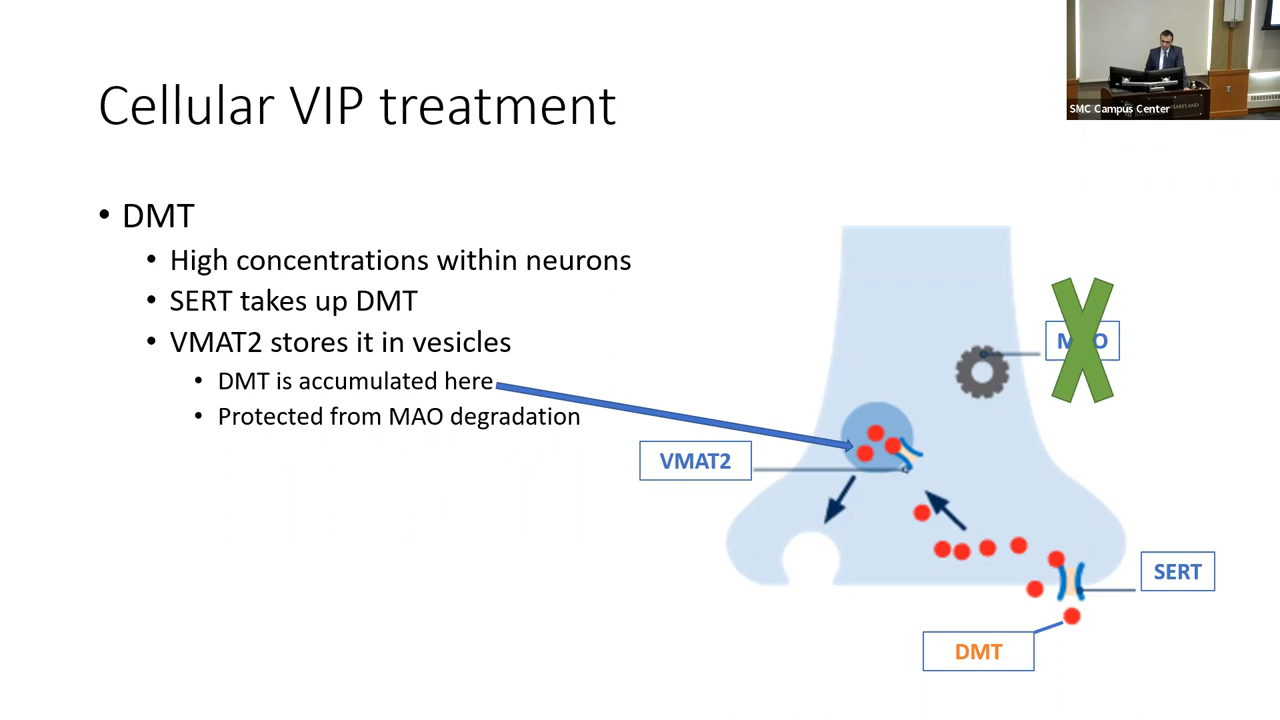 SMC Campus Center
MARYLAND
Cellular VIP treatment
• DMT
• High concentrations within neurons
• SERT takes up DMT
• VMAT2 stores it in vesicles
• DMT is accumulated here
• Protected from MAO degradation
VMAT2
SERT
DMT